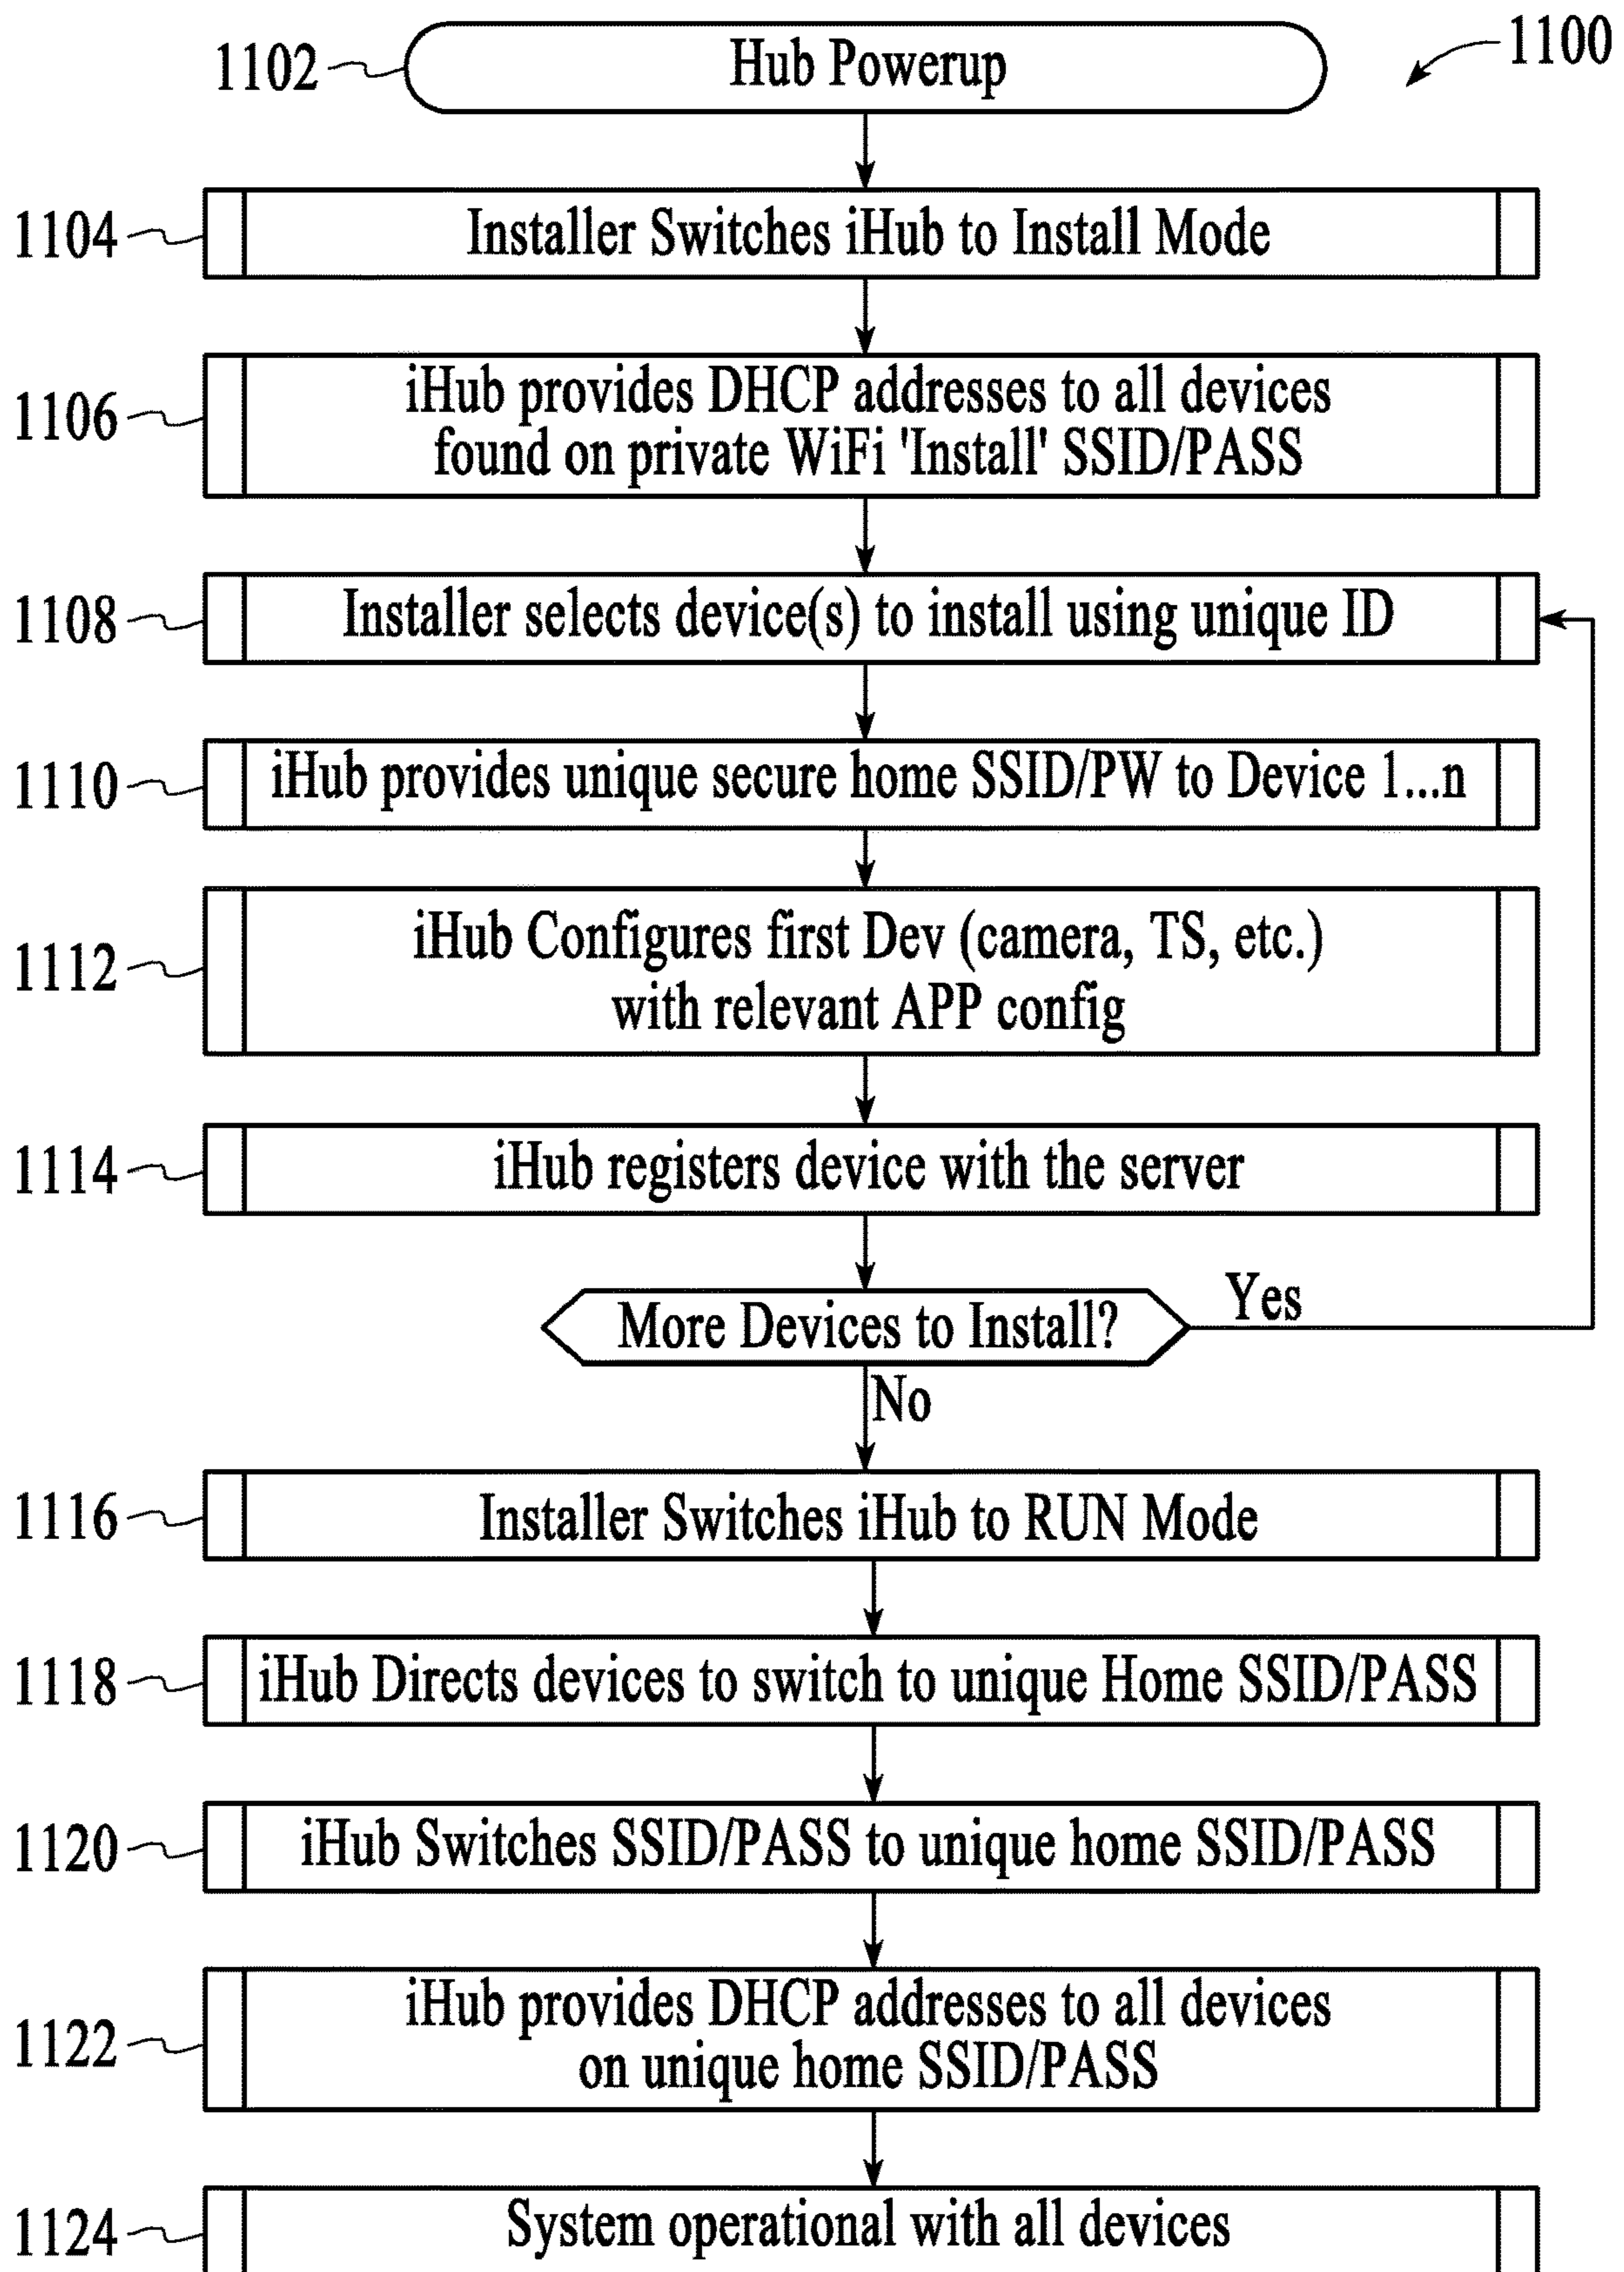 1100
1102
Hub Powerup
1104
Installer Switches iHub to Install Mode
1106
iHub provides DHCP addresses to all devices
found on private WiFi 'Install' SSID/PASS
1108
Installer selects device(s) to install using unique ID
1110
iHub provides unique secure home SSID/PW to Device 1...n
1112
iHub Configures first Dev (camera, TS, etc.)
with relevant APP config
1114
iHub registers device with the server
More Devices to Install?
Yes
No
1116
Installer Switches iHub to RUN Mode
1118
iHub Directs devices to switch to unique Home SSID/PASS
1120
iHub Switches SSID/PASS to unique home SSID/PASS
1122
iHub provides DHCP addresses to all devices
on unique home SSID/PASS
1124
System operational with all devices